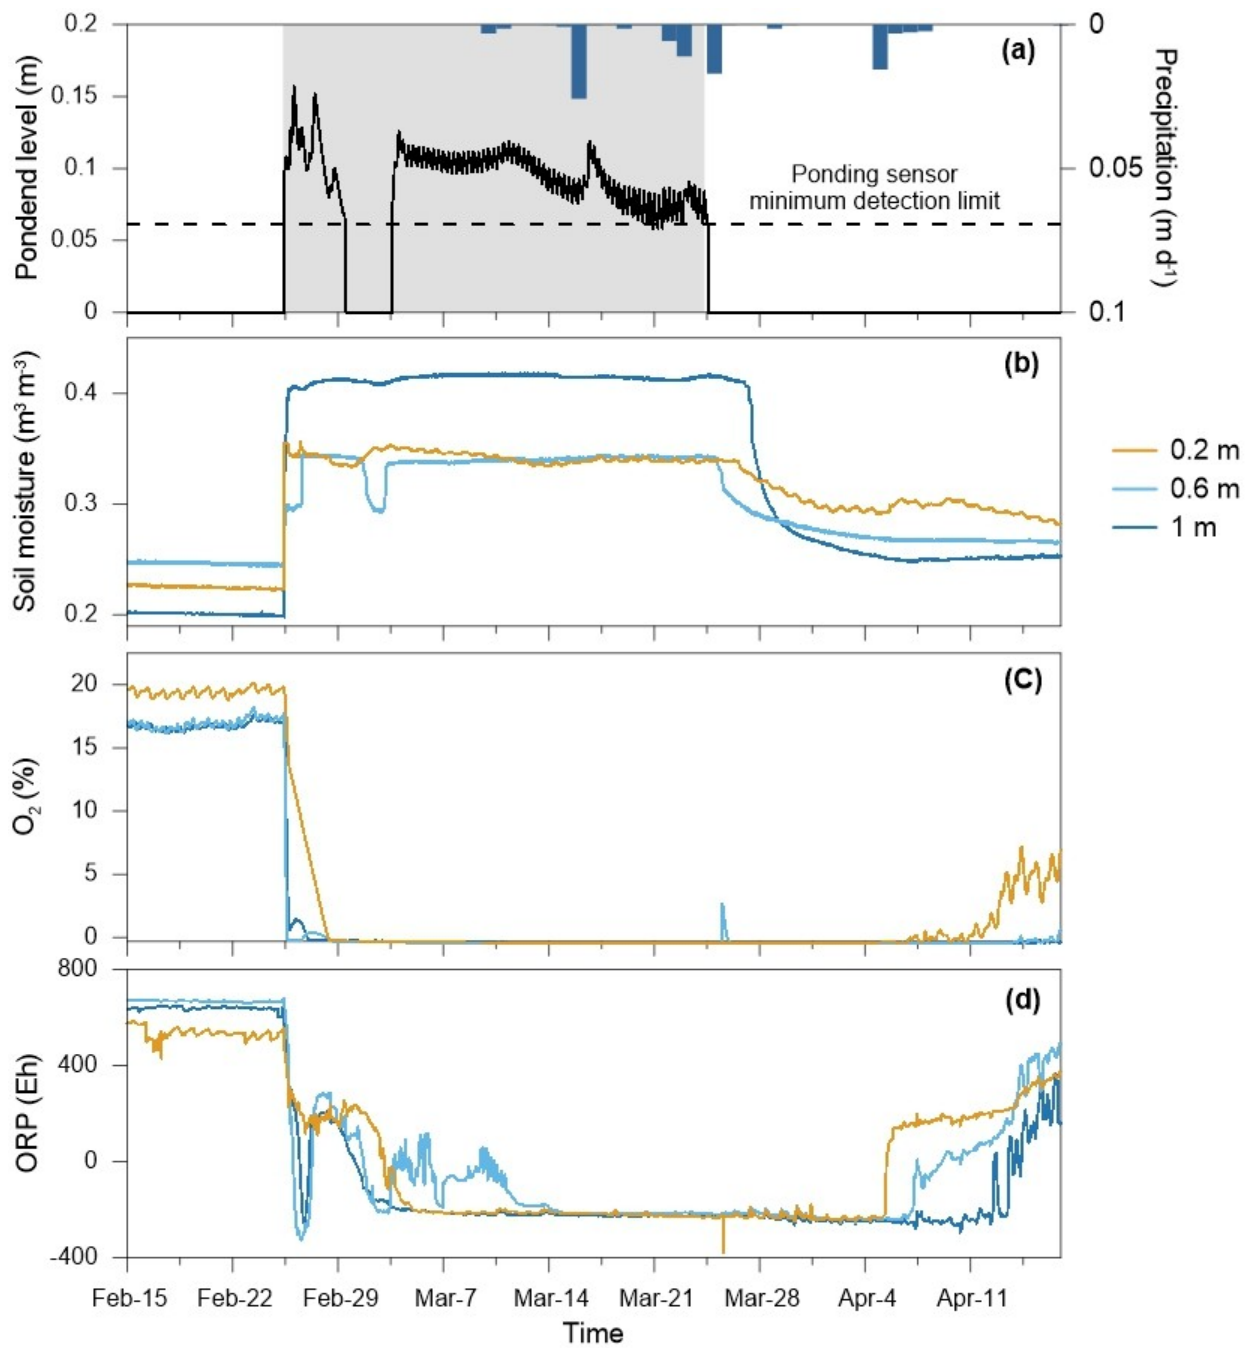 0.2
0.15
0.1
0.05
0
Pondend level (m)
0
0.05
0.1
Precipitation (m d-1)
(a)
Ponding sensor
minimum detection limit
0.4
0.3
0.2
Soil moisture (m3 m-3)
(b)
0.2 m
0.6 m
1 m
20
15
10
5
0
O2 (%)
(C)
800
400
0
-400
ORP (Eh)
(d)
Feb-15 Feb-22 Feb-29 Mar-7 Mar-14 Mar-21 Mar-28 Apr-4 Apr-11
Time